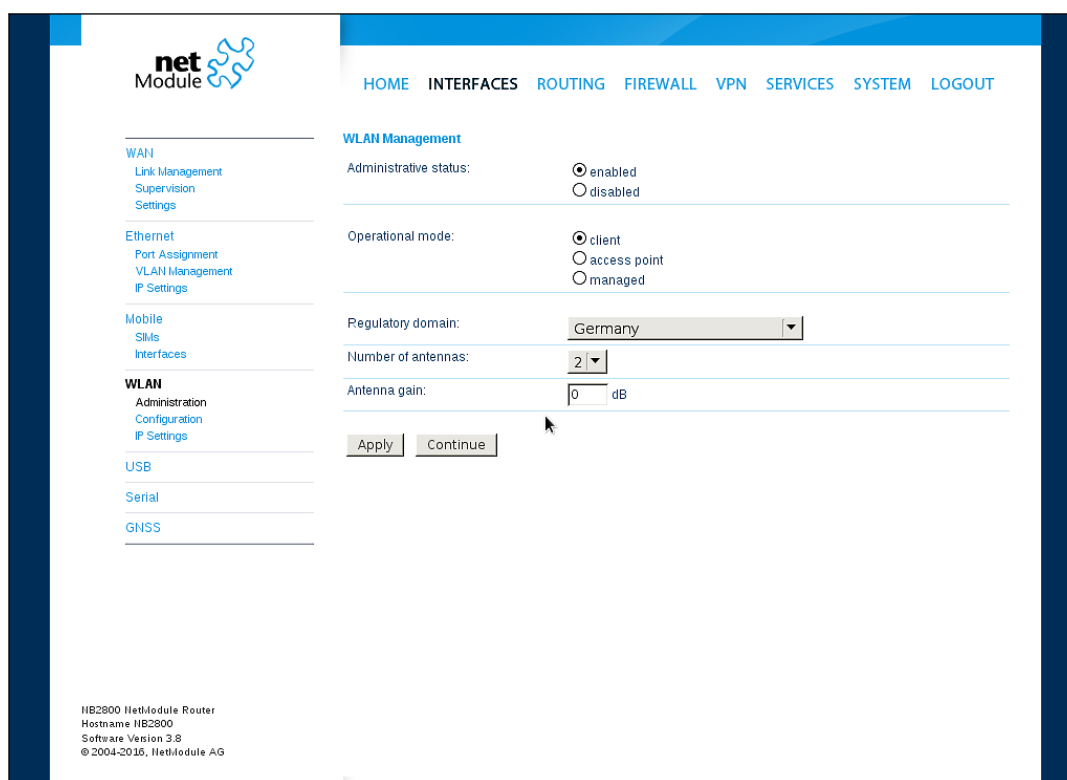 net
Module
HOME INTERFACES ROUTING FIREWALL VPN SERVICES SYSTEM LOGOUT
WAN
Link Management
Supervision
Settings
Ethernet
Port Assignment
VLAN Management
IP Settings
Mobile
SIMs
Interfaces
WLAN
Administration
Configuration
IP Settings
USB
Serial
GNSS
WLAN Management
Administrative status:
enabled
disabled
Operational mode:
client
access point
managed
Regulatory domain:
Germany
Number of antennas:
2
Antenna gain:
0 dB
Apply Continue
NB2800 NetModule Router
Hostname NB2800
Software Version 3.8
© 2004-2016, NetModule AG